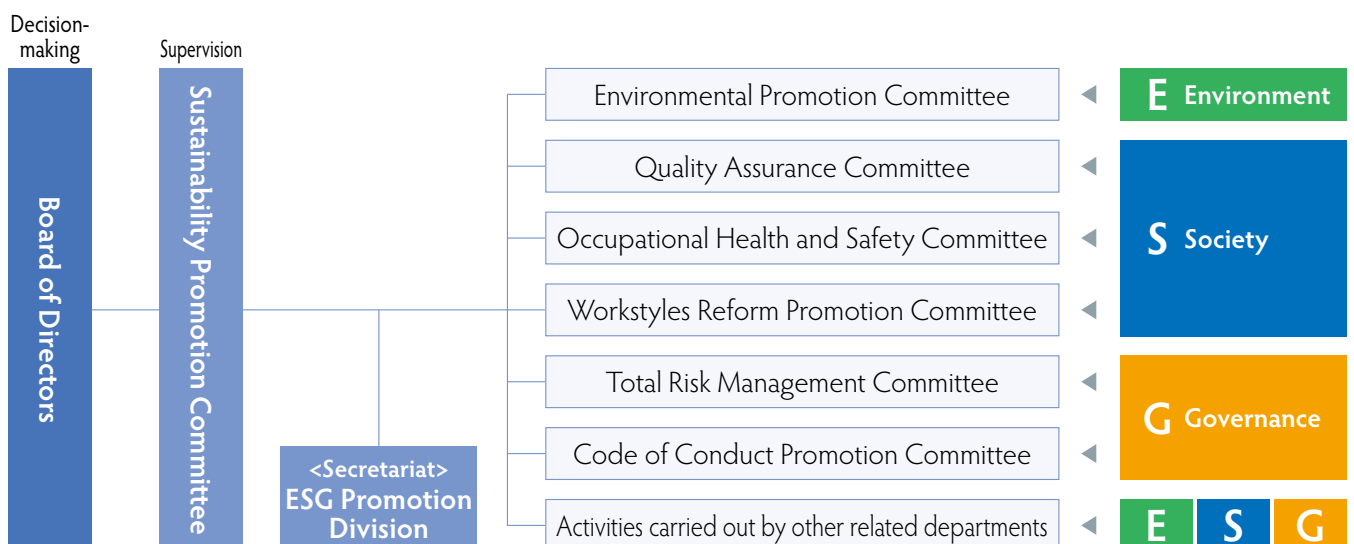 Decision-
making
Supervision
Board of Directors
Sustainability Promotion Committee
<Secretariat>
ESG Promotion
Division
Environmental Promotion Committee
Quality Assurance Committee
Occupational Health and Safety Committee
Workstyles Reform Promotion Committee
Total Risk Management Committee
Code of Conduct Promotion Committee
Activities carried out by other related departments
E Environment
S Society
G Governance
E S G